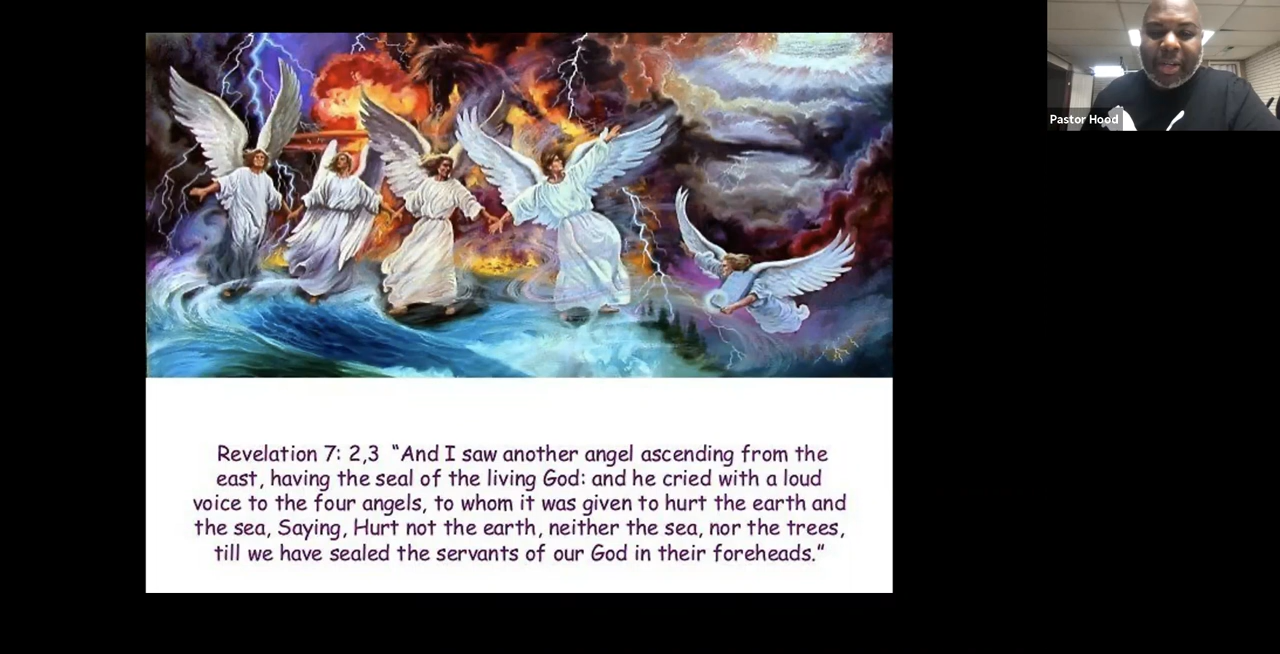 Pastor Hood
Revelation 7: 2,3 “And I saw another angel ascending from the
east, having the seal of the living God: and he cried with a loud
voice to the four angels, to whom it was given to hurt the earth and
the sea, Saying, Hurt not the earth, neither the sea, nor the trees,
till we have sealed the servants of our God in their foreheads.”